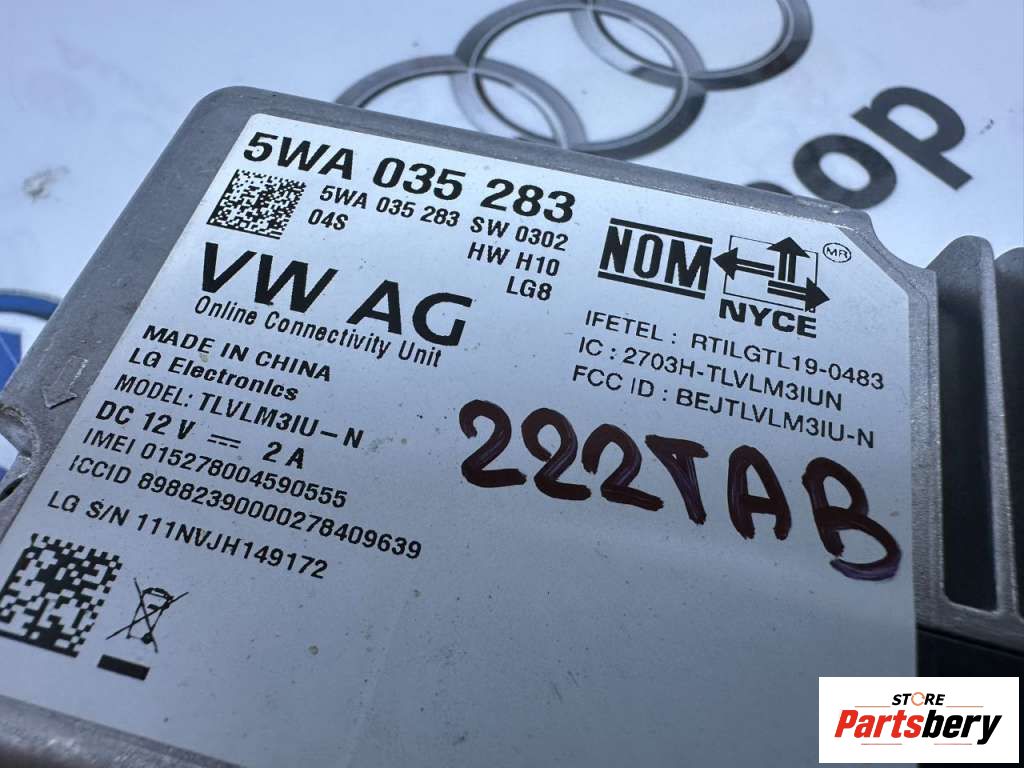 op
5WA 035 283
5WA 035 283 SW 0302
04S HW H10
LG8
VW AG
Online Connectivity Unit
MADE IN CHINA
LG Electronics
MODEL: TLVLM3IU-N
DC 12 V 2 A
IMEI 015278004590555
ICCID 89882390000278409639
LG S/N 111NVJH149172
NOM
NYCE
MR
IFETEL : RTILGTL19-0483
IC : 2703H-TLVLM3IUN
FCC ID : BEJTLVLM3IU-N
222TAB
STORE
Partsbery